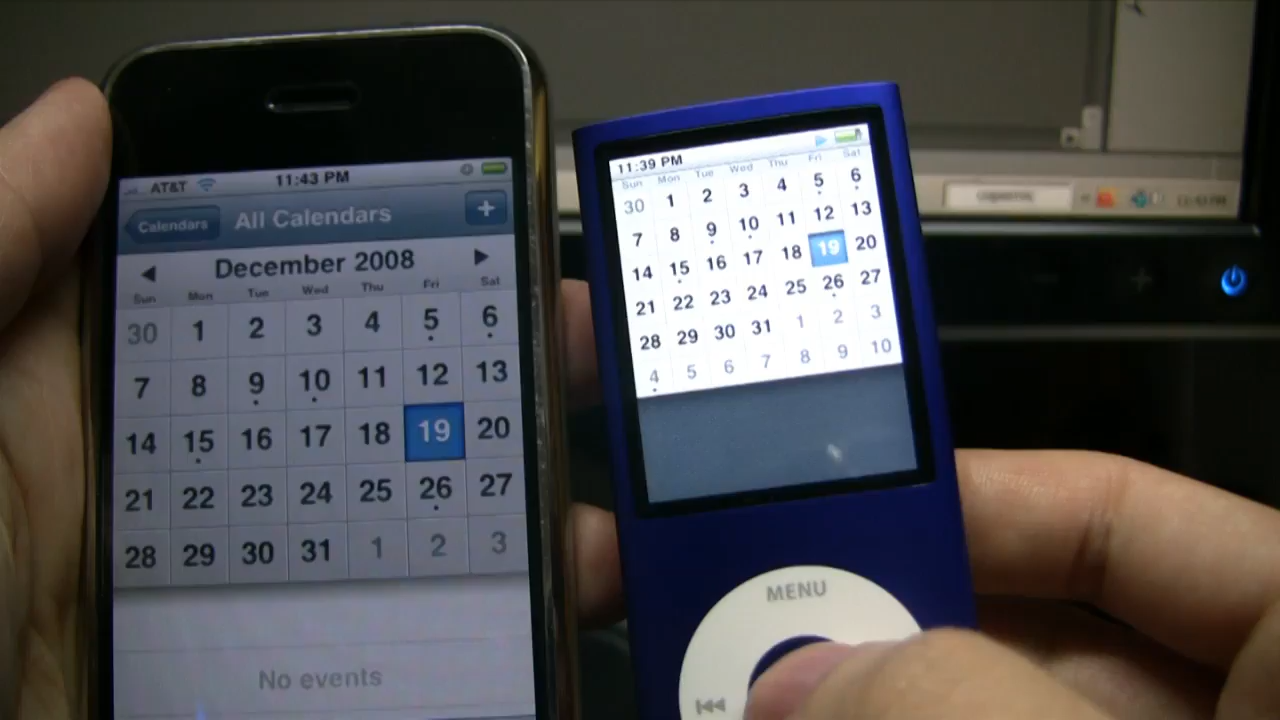 AT&T 11:43 PM
Calendars All Calendars +
December 2008
Sun Mon Tue Wed Thu Fri Sat
30 1 2 3 4 5 6
7 8 9 10 11 12 13
14 15 16 17 18 19 20
21 22 23 24 25 26 27
28 29 30 31 1 2 3
No events
11:39 PM
Sun Mon Tue Wed Thu Fri Sat
30 1 2 3 4 5 6
7 8 9 10 11 12 13
14 15 16 17 18 19 20
21 22 23 24 25 26 27
28 29 30 31 1 2 3
4 5 6 7 8 9 10
MENU